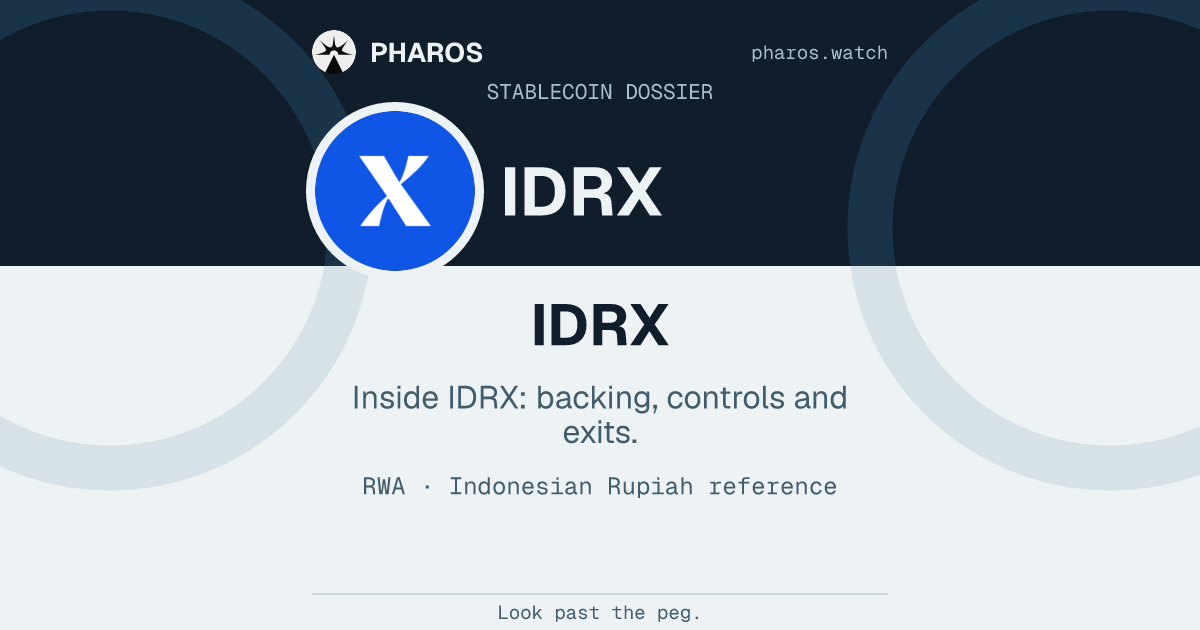 PHAROS
pharos.watch
STABLECOIN DOSSIER
IDRX
IDRX
Inside IDRX: backing, controls and
exits.
RWA · Indonesian Rupiah reference
Look past the peg.